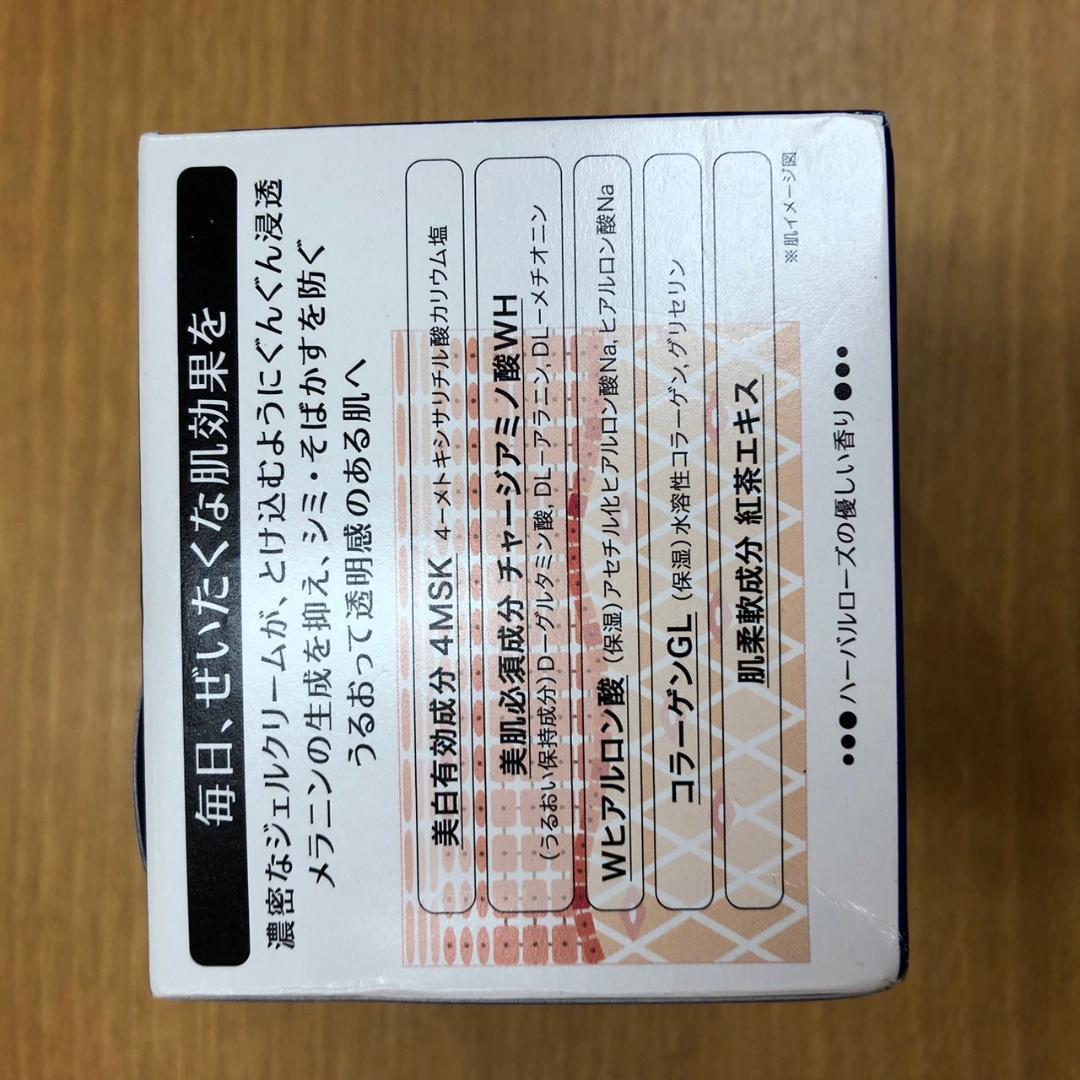 毎日、ぜいたくな肌効果を
濃密なジェルクリームが、とけ込むようにぐんぐん浸透
メラニンの生成を抑え、シミ・そばかすを防ぐ
うるおって透明感のある肌へ
美白有効成分 4MSK 4ーメトキシサリチル酸カリウム塩
美肌必須成分 チャージアミノ酸WH
(うるおい保持成分)Dーグルタミン酸, DLーアラニン, DLーメチオニン
Wヒアルロン酸 (保湿)アセチル化ヒアルロン酸Na, ヒアルロン酸Na
コラーゲンGL (保湿)水溶性コラーゲン,グリセリン
肌柔軟成分 紅茶エキス
※肌イメージ図
●●●ハーバルローズの優しい香り●●●